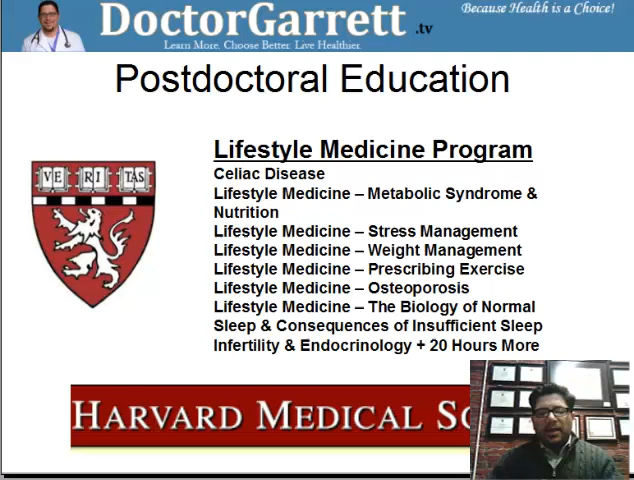 DoctorGarrett.tv
Because Health is a Choice!
Learn More. Choose Better. Live Healthier.
Postdoctoral Education
Lifestyle Medicine Program
Celiac Disease
Lifestyle Medicine – Metabolic Syndrome &
Nutrition
Lifestyle Medicine – Stress Management
Lifestyle Medicine – Weight Management
Lifestyle Medicine – Prescribing Exercise
Lifestyle Medicine – Osteoporosis
Lifestyle Medicine – The Biology of Normal
Sleep & Consequences of Insufficient Sleep
Infertility & Endocrinology + 20 Hours More
VE RI TAS
HARVARD MEDICAL SC